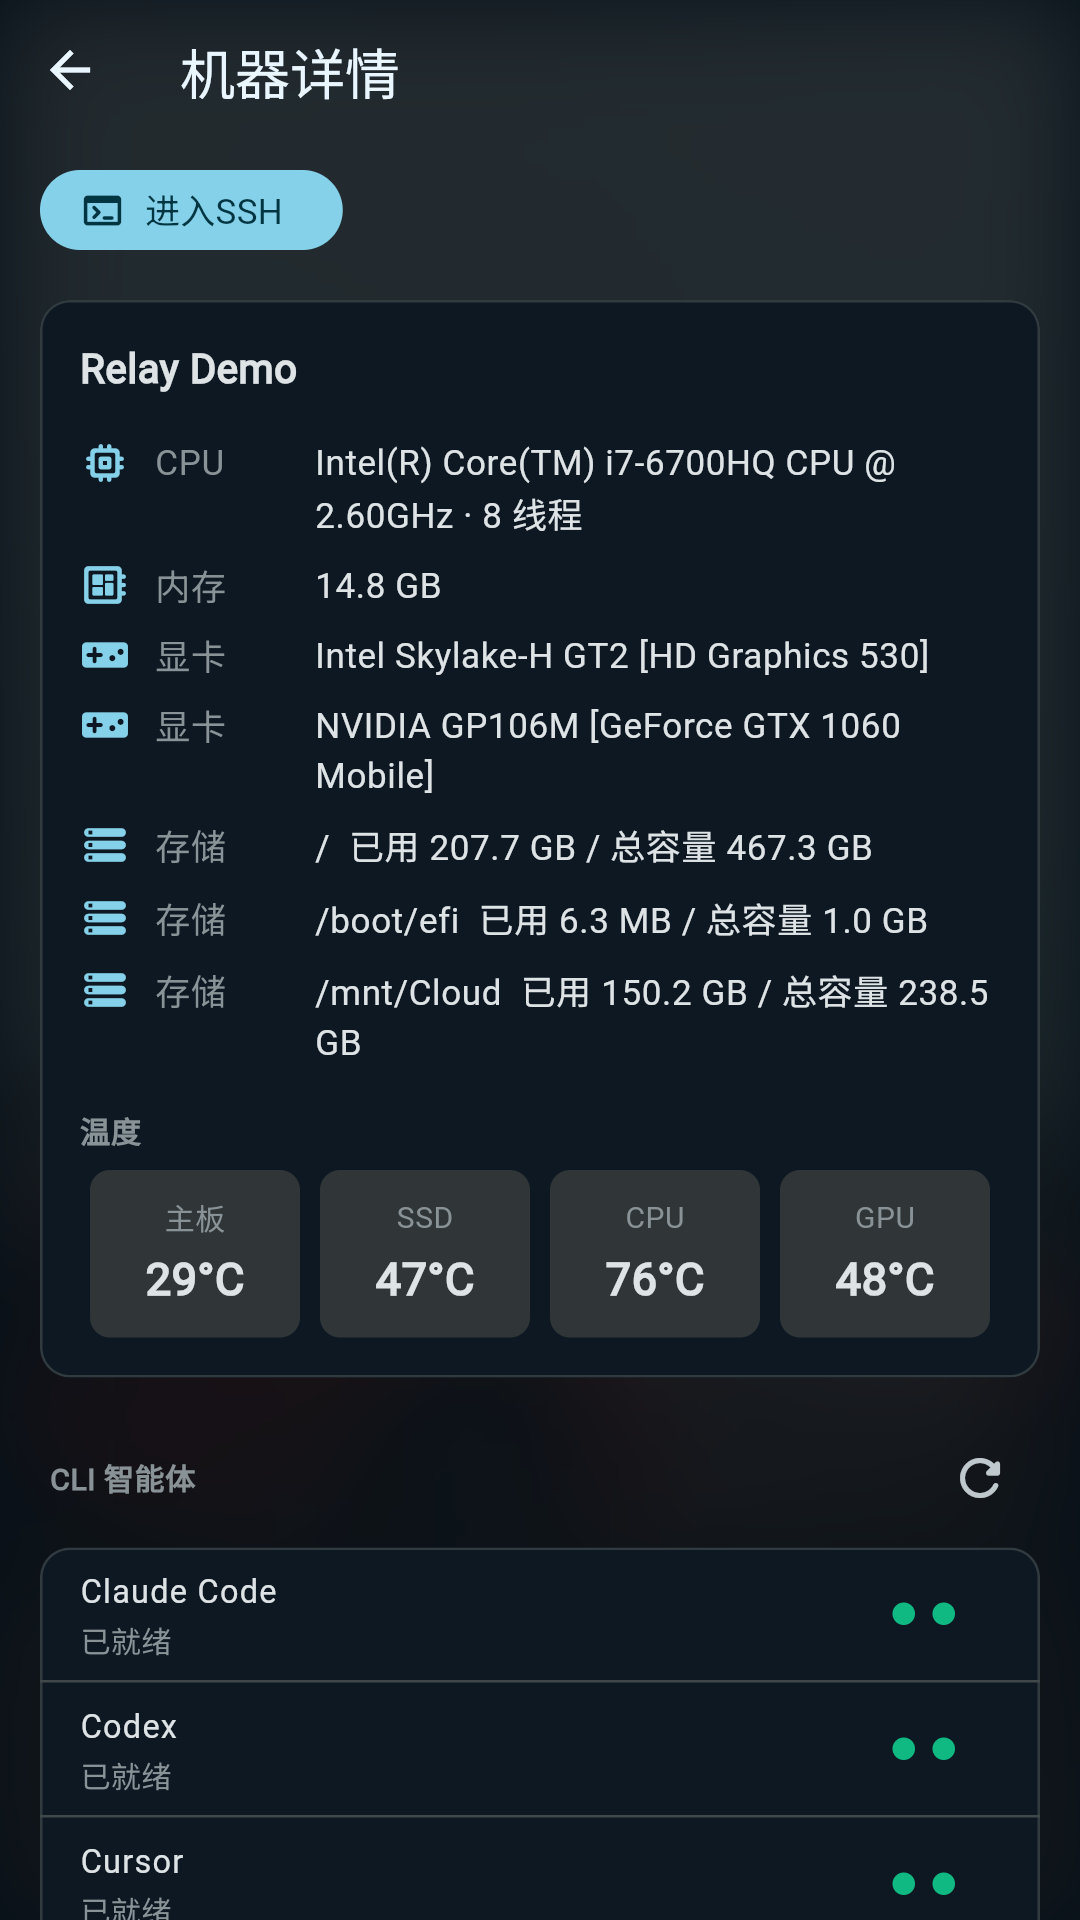 机器详情
进入SSH
Relay Demo
CPU
Intel(R) Core(TM) i7-6700HQ CPU @
2.60GHz · 8 线程
内存
14.8 GB
显卡
Intel Skylake-H GT2 [HD Graphics 530]
显卡
NVIDIA GP106M [GeForce GTX 1060
Mobile]
存储
/ 已用 207.7 GB / 总容量 467.3 GB
存储
/boot/efi 已用 6.3 MB / 总容量 1.0 GB
存储
/mnt/Cloud 已用 150.2 GB / 总容量 238.5
GB
温度
主板
29°C
SSD
47°C
CPU
76°C
GPU
48°C
CLI 智能体
Claude Code
已就绪
Codex
已就绪
Cursor
已就绪